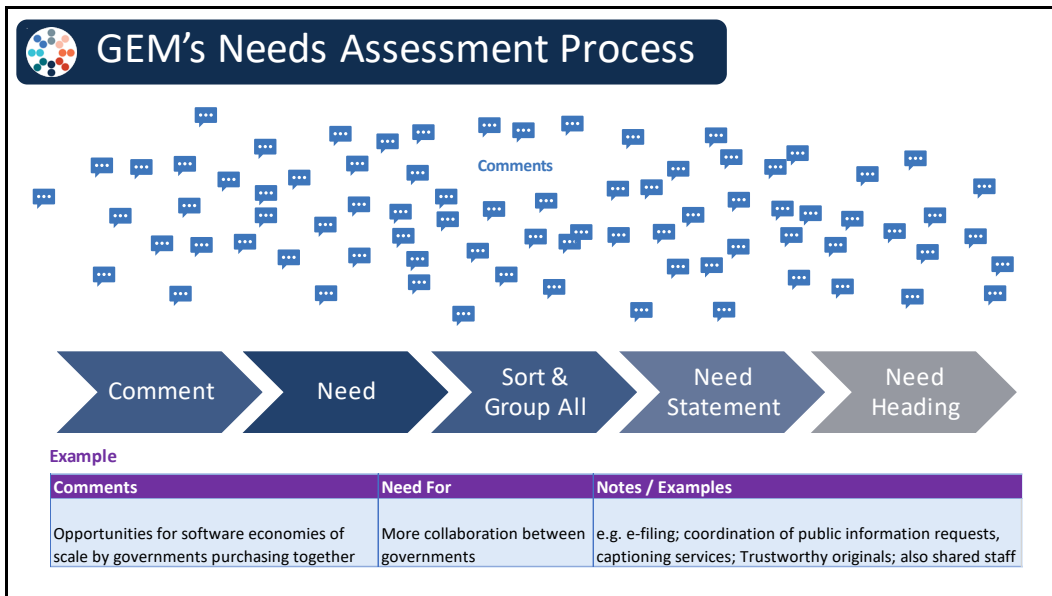 GEM's Needs Assessment Process
Comments
Comment
Need
Sort &
Group All
Need
Statement
Need
Heading
Example
Comments
Need For
Notes / Examples
Opportunities for software economies of
scale by governments purchasing together
More collaboration between
governments
e.g. e-filing; coordination of public information requests,
captioning services; Trustworthy originals; also shared staff